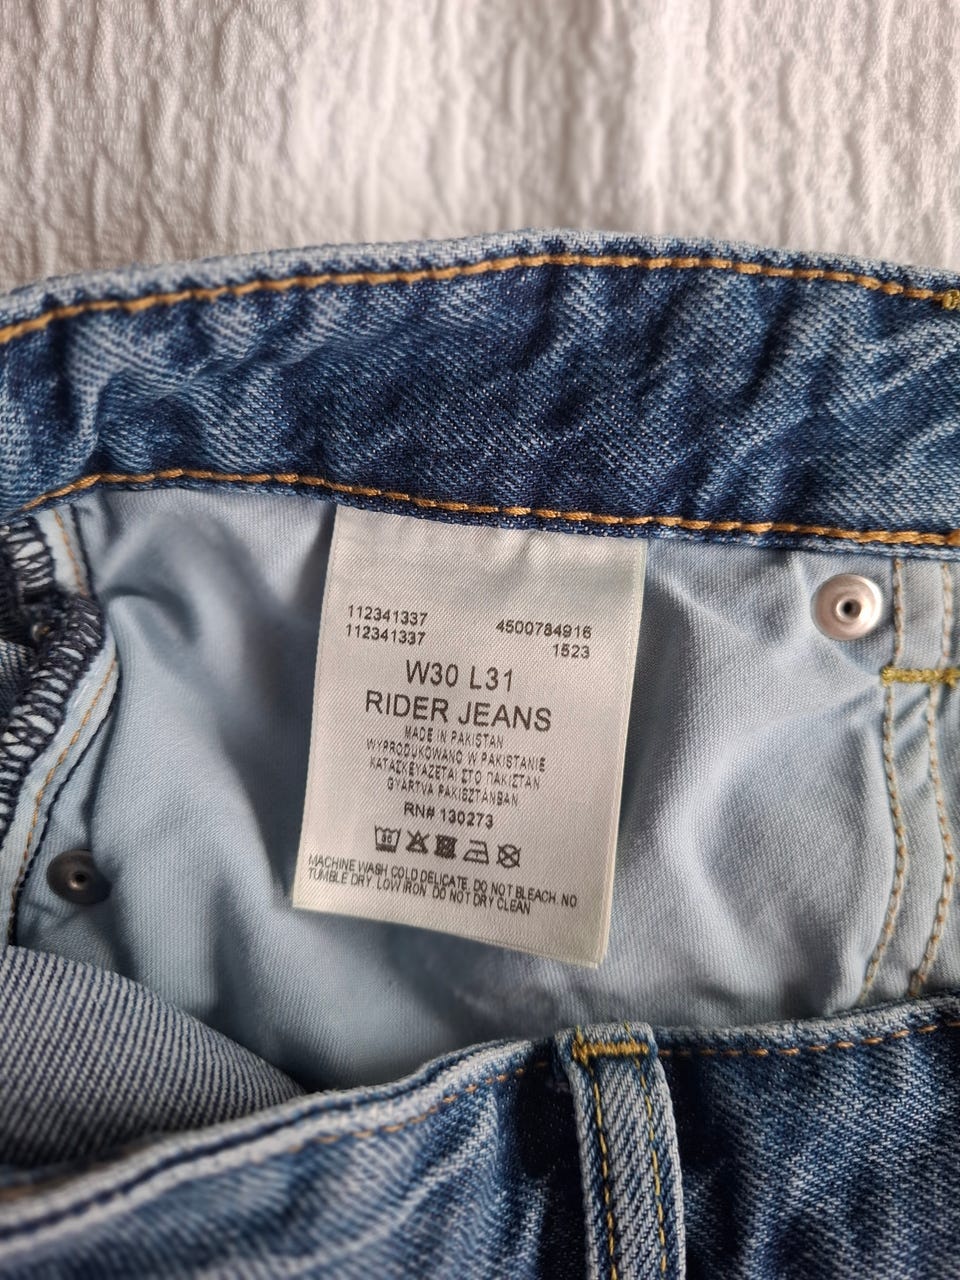 112341337
112341337
4500784916
1523
W30 L31
RIDER JEANS
MADE IN PAKISTAN
WYPRODUKOWANO W PAKISTANIE
ΚΑΤΑΣΚΕΥΑΖΕΤΑΙ ΣΤΟ ΠΑΚΙΣΤΑΝ
GYÁRTVA PAKISZTÁNBAN
RN# 130273
30
MACHINE WASH COLD DELICATE. DO NOT BLEACH. NO
TUMBLE DRY. LOW IRON. DO NOT DRY CLEAN